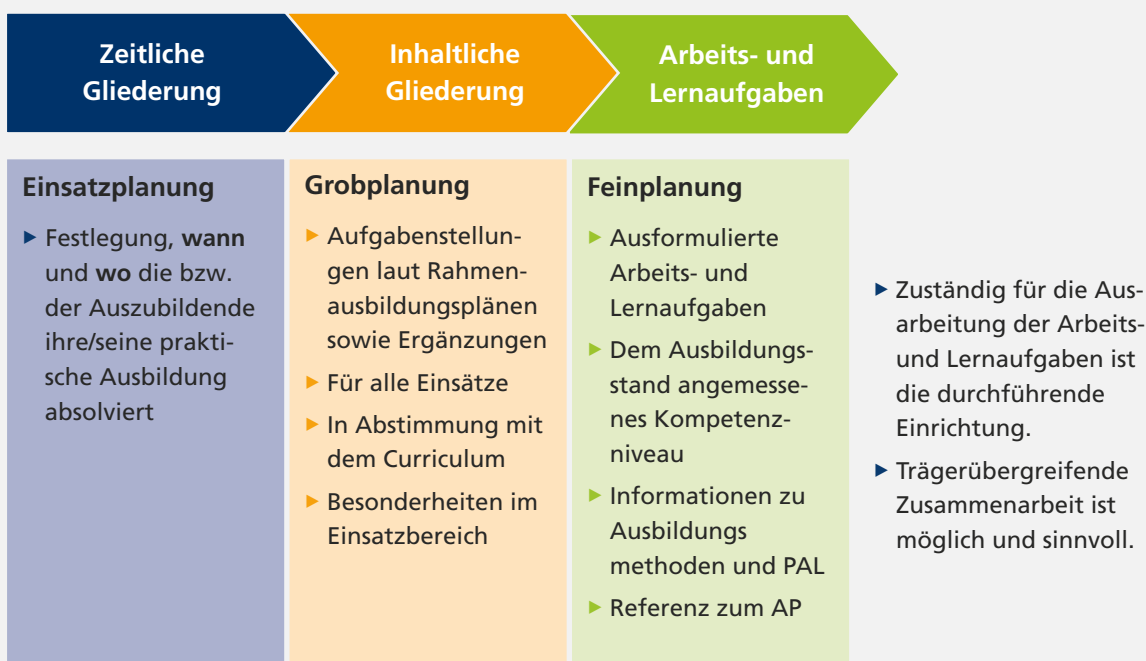 Zeitliche
Gliederung
Inhaltliche
Gliederung
Arbeits- und
Lernaufgaben
Einsatzplanung
▶ Festlegung, wann
und wo die bzw.
der Auszubildende
ihre/seine prakti-
sche Ausbildung
absolviert
Grobplanung
▶ Aufgabenstellun-
gen laut Rahmen-
ausbildungsplänen
sowie Ergänzungen
▶ Für alle Einsätze
▶ In Abstimmung mit
dem Curriculum
▶ Besonderheiten im
Einsatzbereich
Feinplanung
▶ Ausformulierte
Arbeits- und
Lernaufgaben
▶ Dem Ausbildungs-
stand angemesse-
nes Kompetenz-
niveau
▶ Informationen zu
Ausbildungs
methoden und PAL
▶ Referenz zum AP
▶ Zuständig für die Aus-
arbeitung der Arbeits-
und Lernaufgaben ist
die durchführende
Einrichtung.
▶ Trägerübergreifende
Zusammenarbeit ist
möglich und sinnvoll.